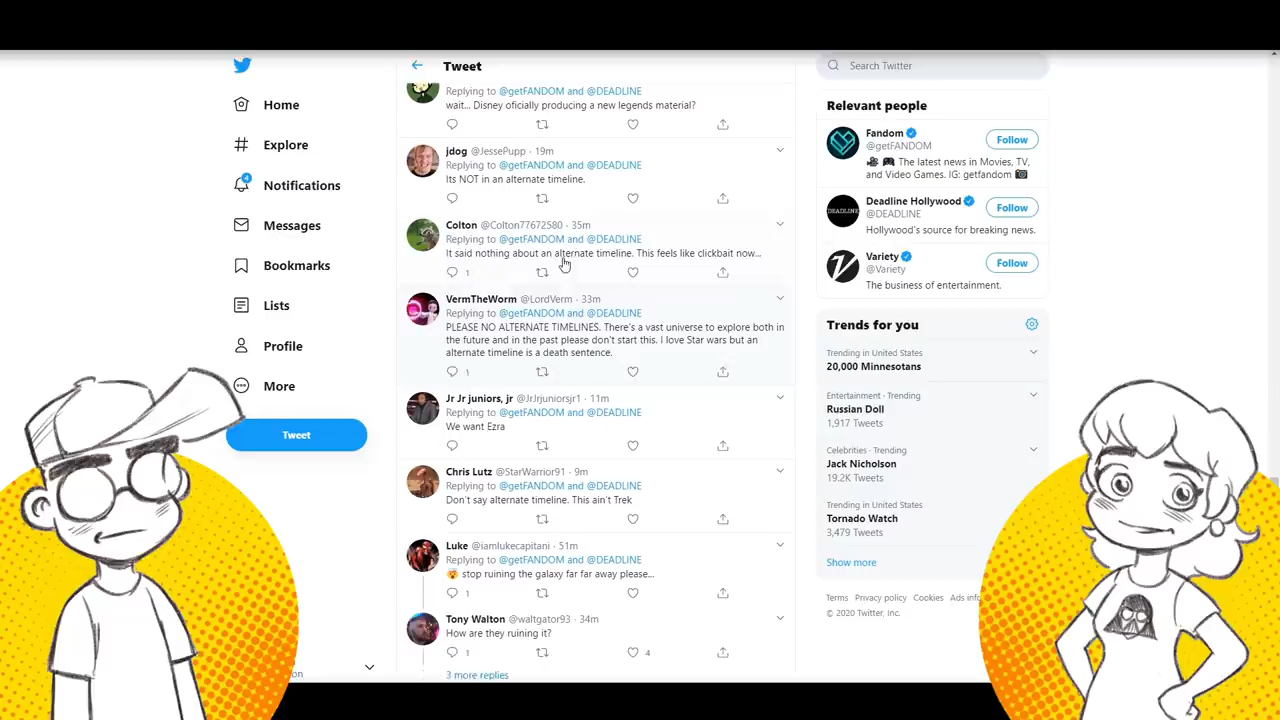 Home
Explore
4
Notifications
Messages
Bookmarks
Lists
Profile
More
Tweet
Tweet
Replying to @getFANDOM and @DEADLINE
wait... Disney oficially producing a new legends material?
jdog @JessePupp · 19m
Replying to @getFANDOM and @DEADLINE
Its NOT in an alternate timeline.
Colton @Colton77672580 · 35m
Replying to @getFANDOM and @DEADLINE
It said nothing about an alternate timeline. This feels like clickbait now...
1
VermTheWorm @LordVerm · 33m
Replying to @getFANDOM and @DEADLINE
PLEASE NO ALTERNATE TIMELINES. There's a vast universe to explore both in
the future and in the past please don't start this. I love Star wars but an
alternate timeline is a death sentence.
1
Jr Jr juniors, jr @JrJrjuniorsjr1 · 11m
Replying to @getFANDOM and @DEADLINE
We want Ezra
Chris Lutz @StarWarrior91 · 9m
Replying to @getFANDOM and @DEADLINE
Don't say alternate timeline. This ain't Trek
Luke @iamlukecapitani · 51m
Replying to @getFANDOM and @DEADLINE
🤯 stop ruining the galaxy far far away please...
1
Tony Walton @waltgator93 · 34m
How are they ruining it?
1 4
3 more replies
Search Twitter
Relevant people
Fandom
@getFANDOM
Follow
🎥 🎮 The latest news in Movies, TV,
and Video Games. IG: getfandom 📷
DEADLINE
Deadline Hollywood
@DEADLINE
Follow
Hollywood's source for breaking news.
Variety
@Variety
Follow
The business of entertainment.
Trends for you
Trending in United States
20,000 Minnesotans
Entertainment · Trending
Russian Doll
1,917 Tweets
Celebrities · Trending
Jack Nicholson
19.2K Tweets
Trending in United States
Tornado Watch
3,479 Tweets
Show more
Terms Privacy policy Cookies Ads info
© 2020 Twitter, Inc.